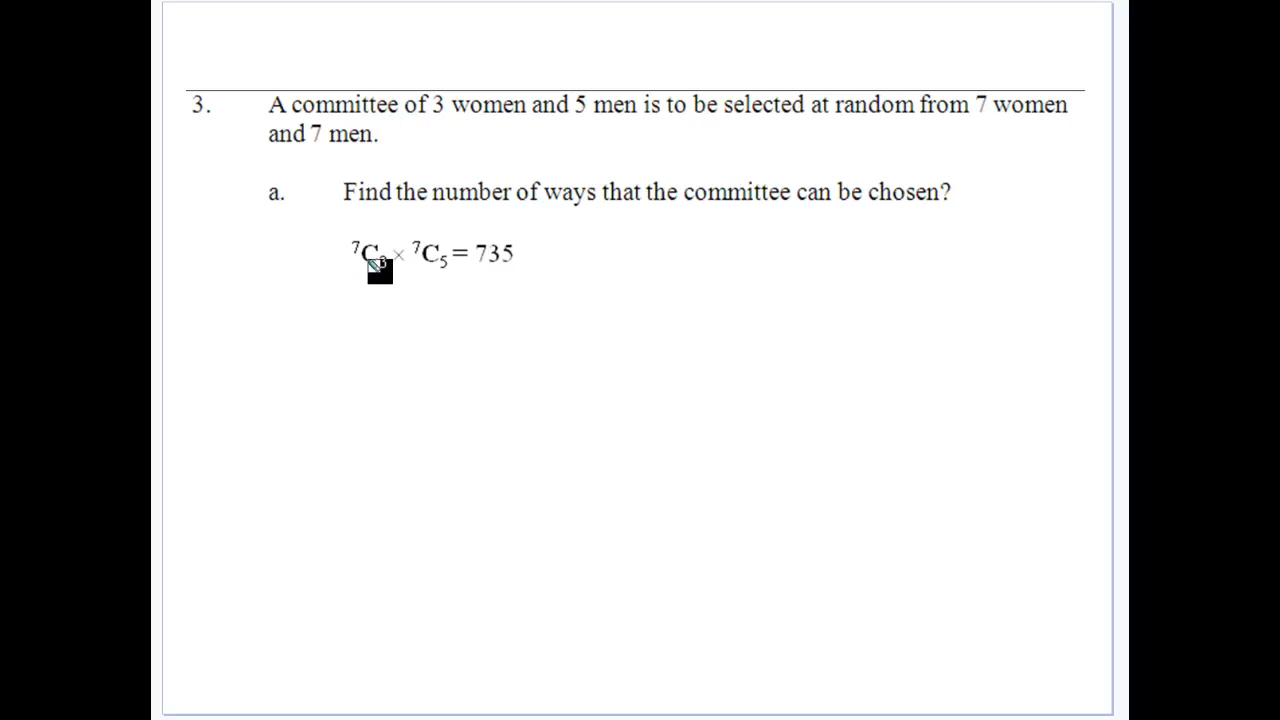 3. A committee of 3 women and 5 men is to be selected at random from 7 women
and 7 men.
a. Find the number of ways that the committee can be chosen?
⁷C₃ × ⁷C₅ = 735